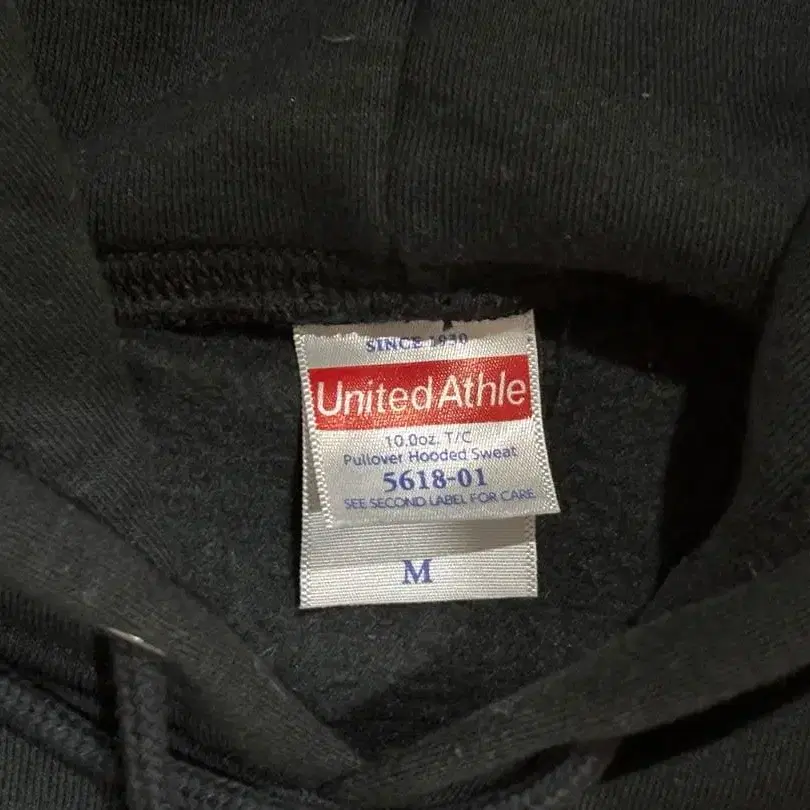 SINCE 1930
United Athle
10.0oz. T/C
Pullover Hooded Sweat
5618-01
SEE SECOND LABEL FOR CARE
M